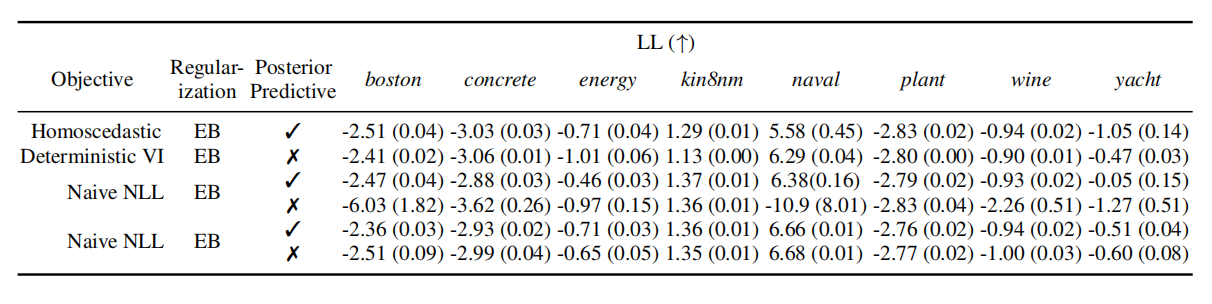 LL (↑)
Objective Regular-ization Posterior Predictive boston concrete energy kin8nm naval plant wine yacht
Homoscedastic EB ✓ -2.51 (0.04) -3.03 (0.03) -0.71 (0.04) 1.29 (0.01) 5.58 (0.45) -2.83 (0.02) -0.94 (0.02) -1.05 (0.14)
Deterministic VI EB ✗ -2.41 (0.02) -3.06 (0.01) -1.01 (0.06) 1.13 (0.00) 6.29 (0.04) -2.80 (0.00) -0.90 (0.01) -0.47 (0.03)
Naive NLL EB ✓ -2.47 (0.04) -2.88 (0.03) -0.46 (0.03) 1.37 (0.01) 6.38(0.16) -2.79 (0.02) -0.93 (0.02) -0.05 (0.15)
✗ -6.03 (1.82) -3.62 (0.26) -0.97 (0.15) 1.36 (0.01) -10.9 (8.01) -2.83 (0.04) -2.26 (0.51) -1.27 (0.51)
Naive NLL EB ✓ -2.36 (0.03) -2.93 (0.02) -0.71 (0.03) 1.36 (0.01) 6.66 (0.01) -2.76 (0.02) -0.94 (0.02) -0.51 (0.04)
✗ -2.51 (0.09) -2.99 (0.04) -0.65 (0.05) 1.35 (0.01) 6.68 (0.01) -2.77 (0.02) -1.00 (0.03) -0.60 (0.08)